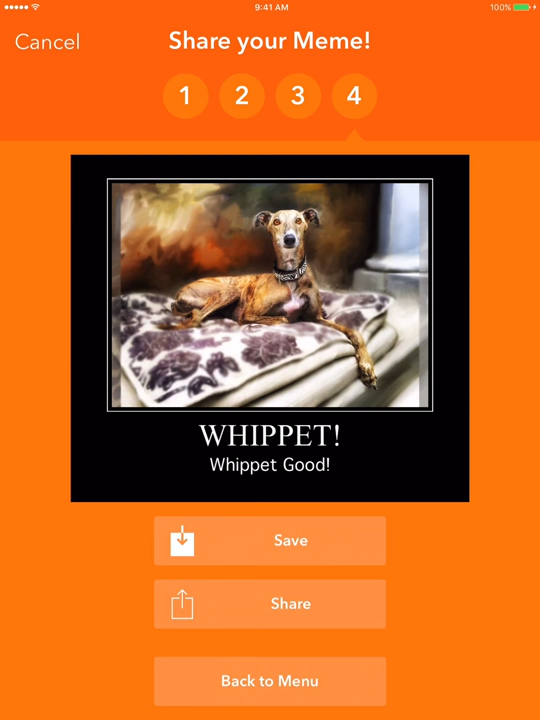 9:41 AM
100%
Cancel
Share your Meme!
1 2 3 4
WHIPPET!
Whippet Good!
Save
Share
Back to Menu